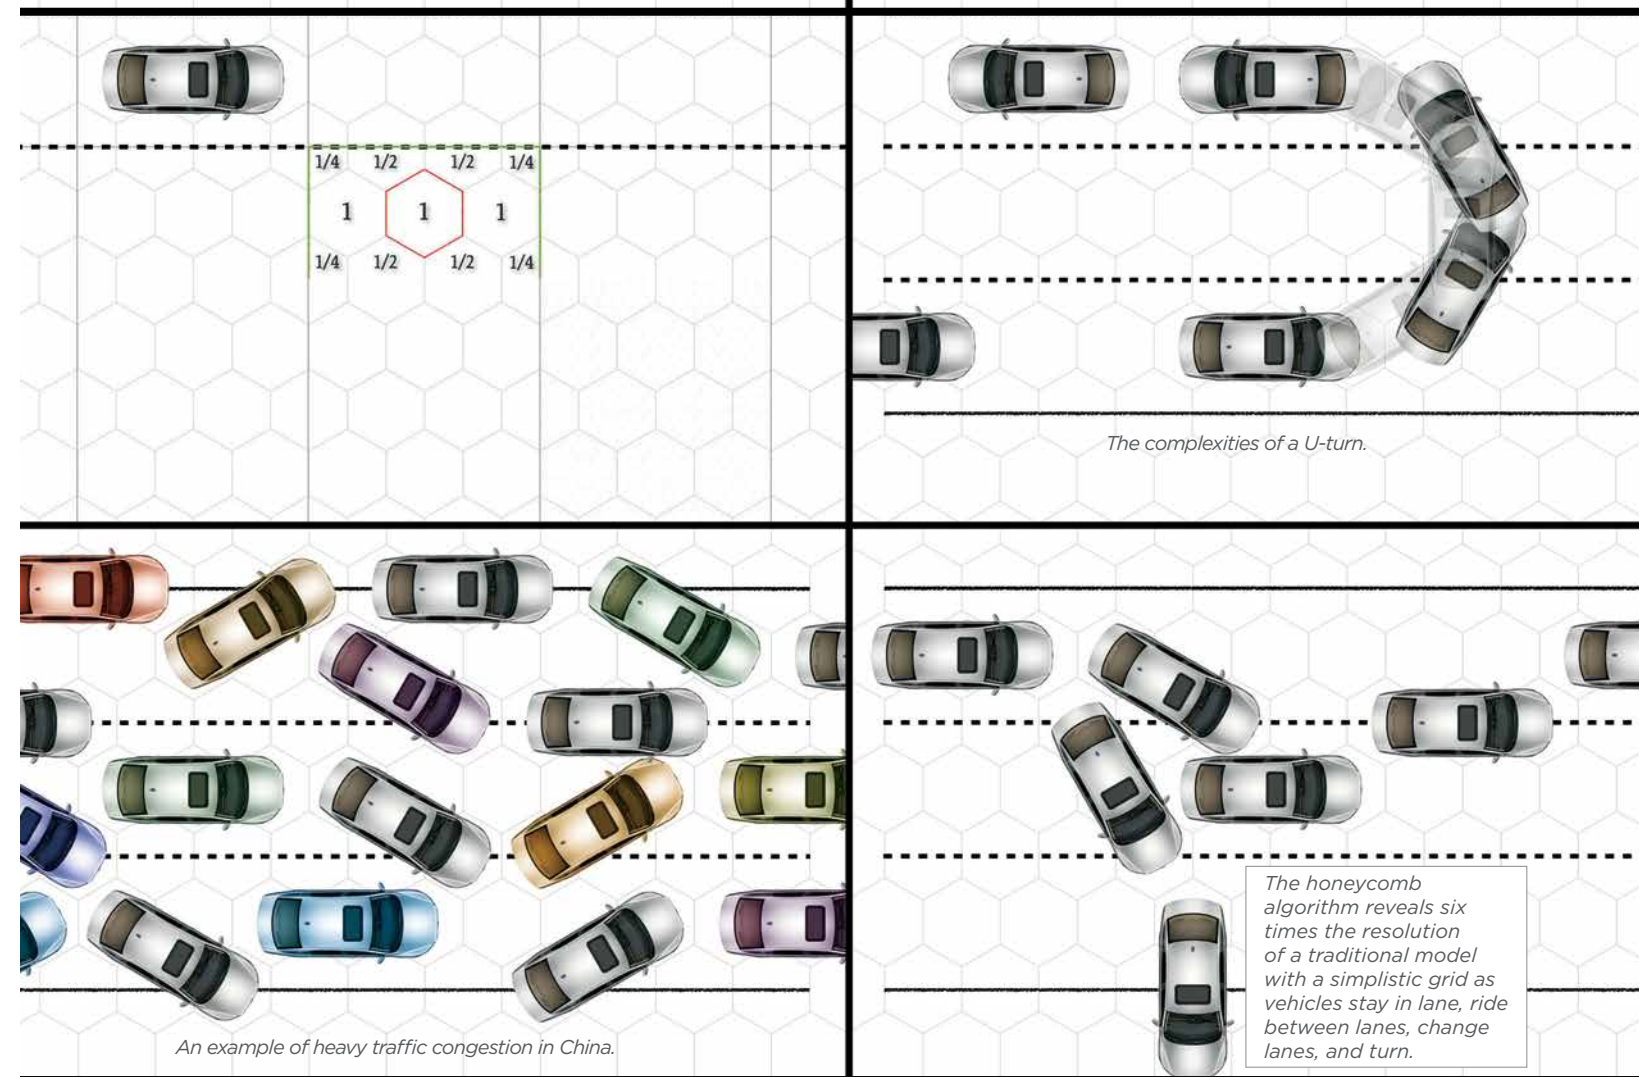 1/4 1/2 1/2 1/4
1 1 1
1/4 1/2 1/2 1/4
The complexities of a U-turn.
An example of heavy traffic congestion in China.
The honeycomb
algorithm reveals six
times the resolution
of a traditional model
with a simplistic grid as
vehicles stay in lane, ride
between lanes, change
lanes, and turn.